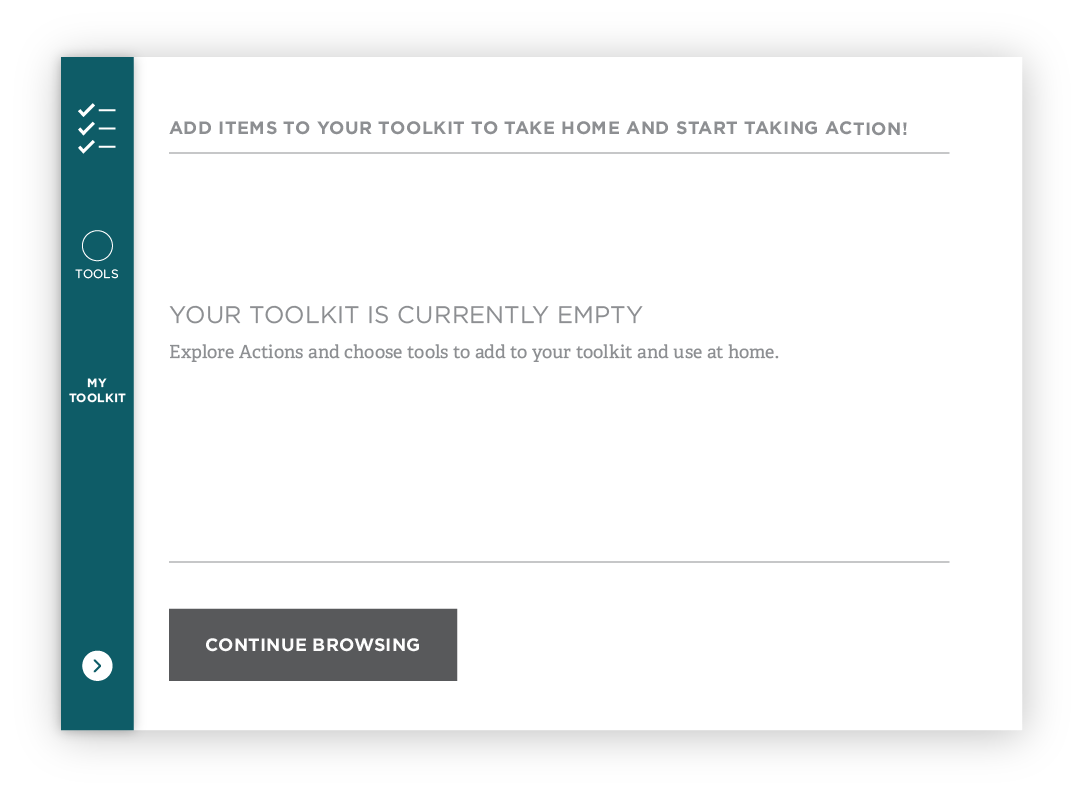 ADD ITEMS TO YOUR TOOLKIT TO TAKE HOME AND START TAKING ACTION!
TOOLS
YOUR TOOLKIT IS CURRENTLY EMPTY
Explore Actions and choose tools to add to your toolkit and use at home.
MY
TOOLKIT
CONTINUE BROWSING